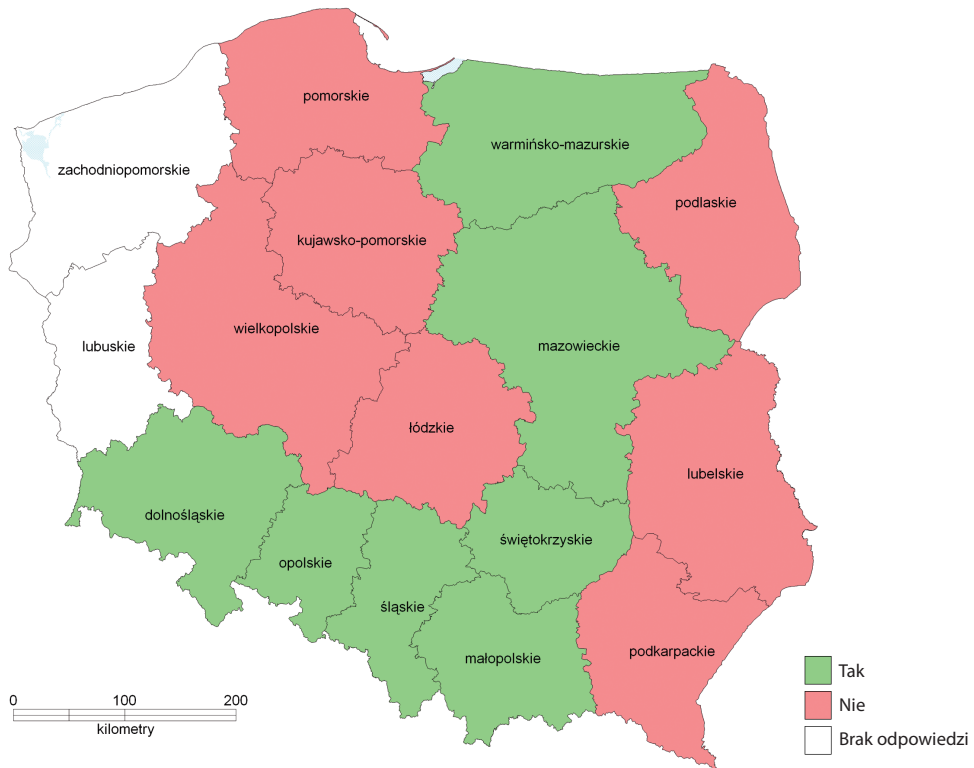 pomorskie
warmińsko-mazurskie
zachodniopomorskie
podlaskie
kujawsko-pomorskie
wielkopolskie
lubuskie
mazowieckie
łódzkie
lubelskie
dolnośląskie
świętokrzyskie
opolskie
śląskie
małopolskie
podkarpackie
Tak
Nie
Brak odpowiedzi
0 100 200
kilometry